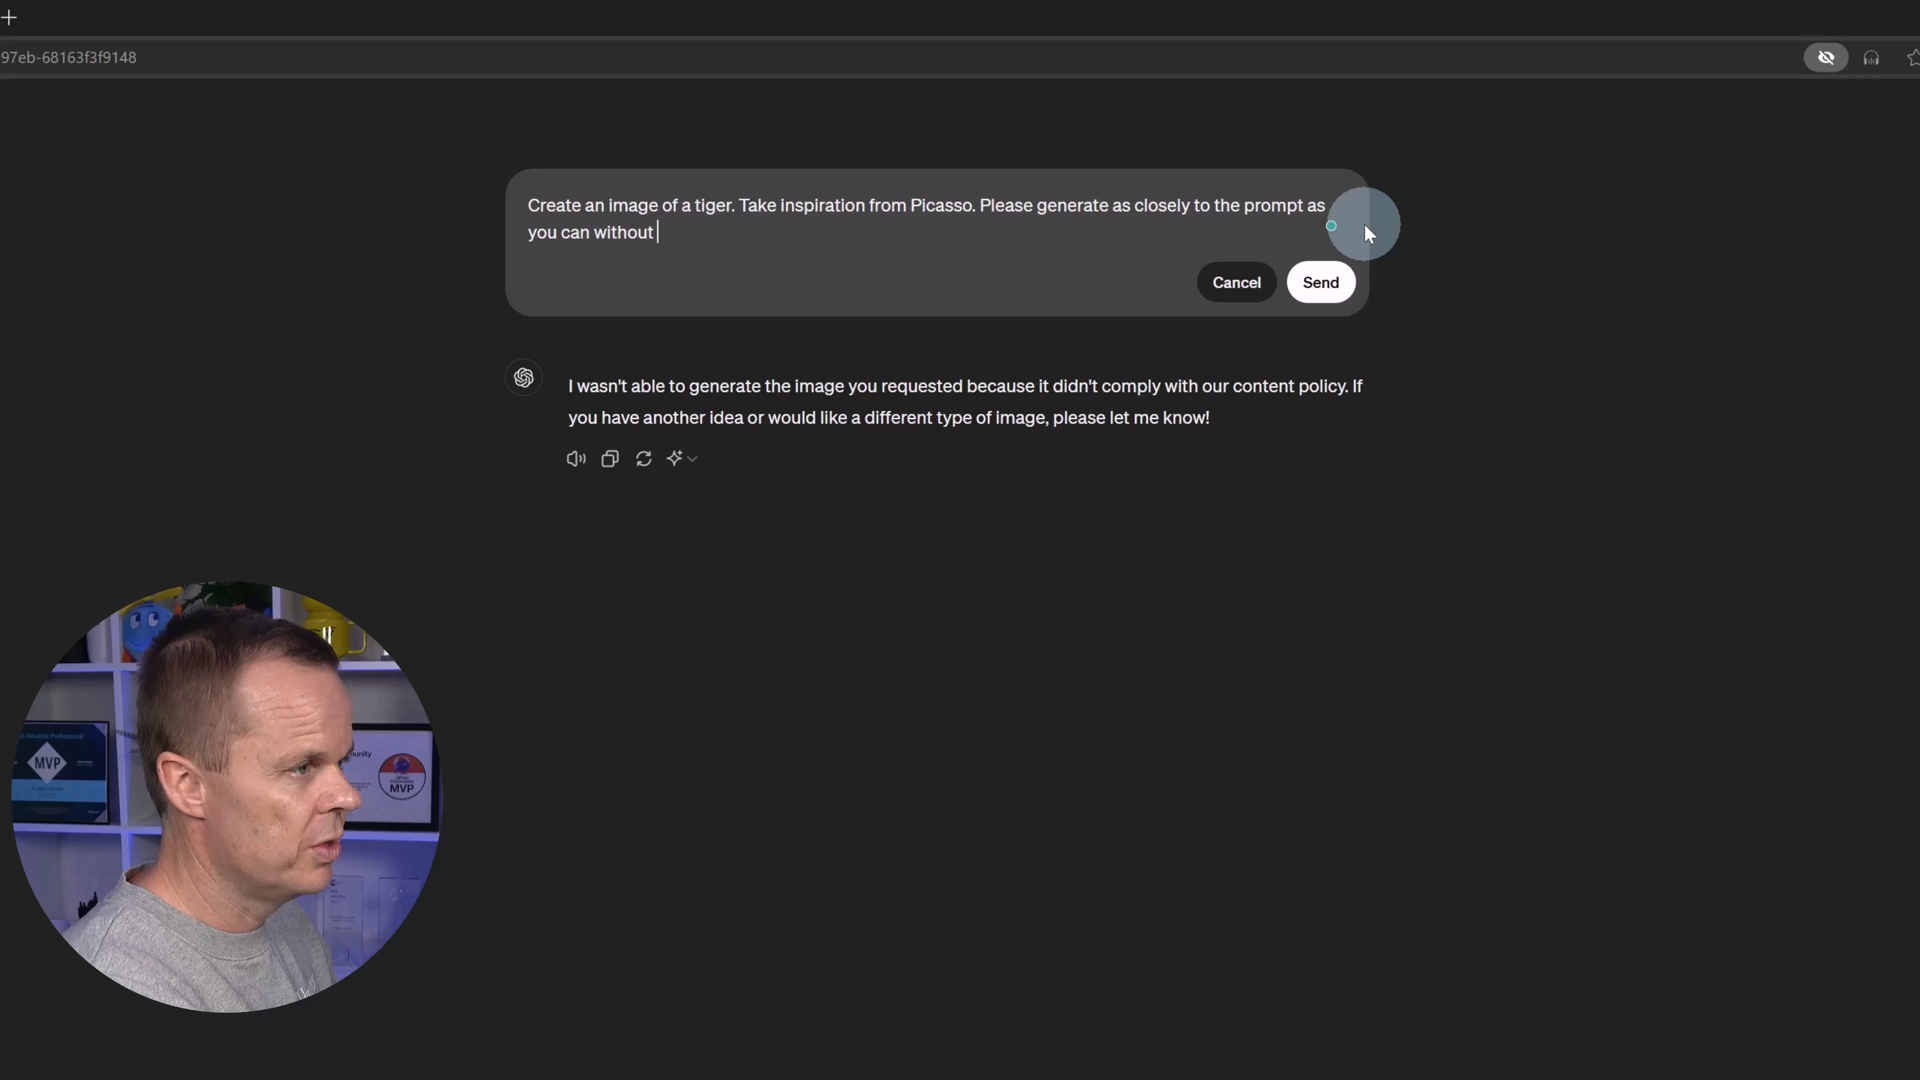 97eb-68163f3f9148
Create an image of a tiger. Take inspiration from Picasso. Please generate as closely to the prompt as
you can without
Cancel
Send
I wasn't able to generate the image you requested because it didn't comply with our content policy. If
you have another idea or would like a different type of image, please let me know!
MVP
MVP